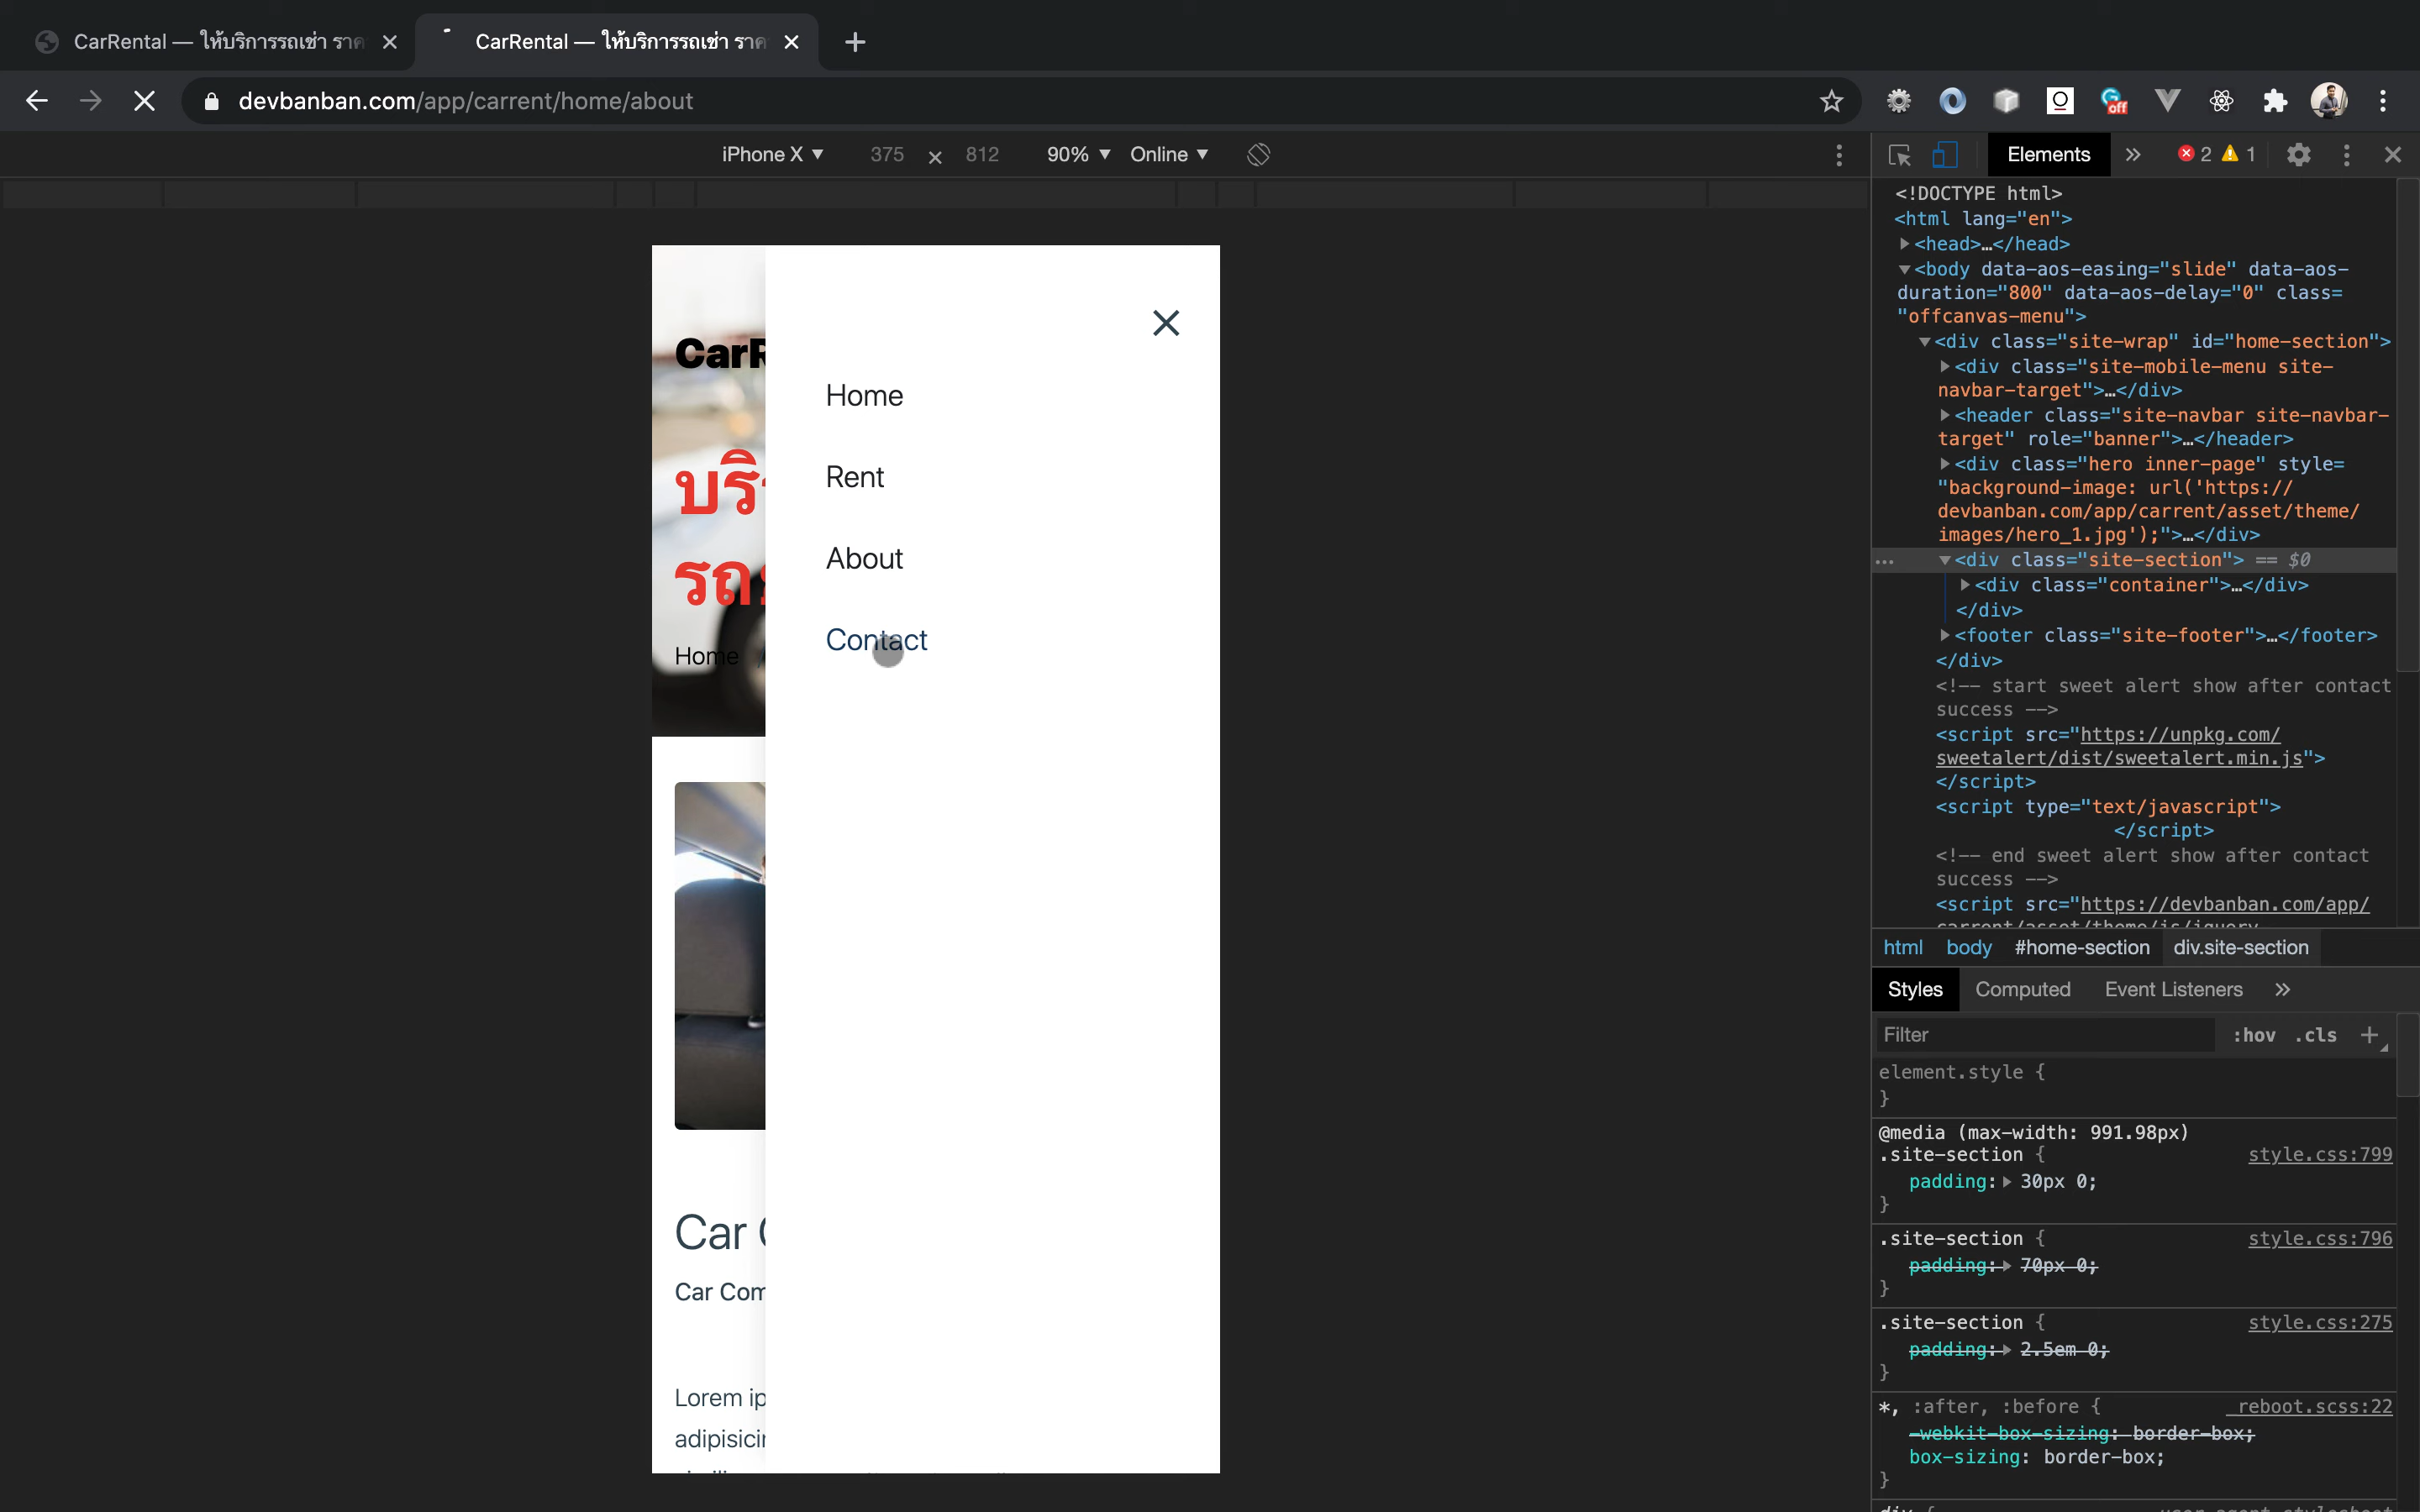 CarRental — ให้บริการรถเช่า ราค
CarRental — ให้บริการรถเช่า ราค
devbanban.com/app/carrent/home/about
off
iPhone X ▼ 375 × 812 90% ▼ Online ▼
Elements » 2 1
CarR
บริ
รถ
Home
Car
Car Com
Lorem ip
adipisicin
Home
Rent
About
Contact
<!DOCTYPE html>
<html lang="en">
<head>…</head>
<body data-aos-easing="slide" data-aos-
duration="800" data-aos-delay="0" class=
"offcanvas-menu">
<div class="site-wrap" id="home-section">
<div class="site-mobile-menu site-
navbar-target">…</div>
<header class="site-navbar site-navbar-
target" role="banner">…</header>
<div class="hero inner-page" style=
"background-image: url('https://
devbanban.com/app/carrent/asset/theme/
images/hero_1.jpg');">…</div>
<div class="site-section"> == $0
<div class="container">…</div>
</div>
<footer class="site-footer">…</footer>
</div>
<!-- start sweet alert show after contact
success -->
<script src="https://unpkg.com/
sweetalert/dist/sweetalert.min.js">
</script>
<script type="text/javascript">
</script>
<!-- end sweet alert show after contact
success -->
<script src="https://devbanban.com/app/
carrent/asset/theme/js/jquery
html body #home-section div.site-section
Styles Computed Event Listeners »
Filter :hov .cls +
element.style {
}
@media (max-width: 991.98px)
.site-section { style.css:799
padding: 30px 0;
}
.site-section { style.css:796
padding: 70px 0;
}
.site-section { style.css:275
padding: 2.5em 0;
}
*, :after, :before { _reboot.scss:22
-webkit-box-sizing: border-box;
box-sizing: border-box;
}
div { user agent stylesheet